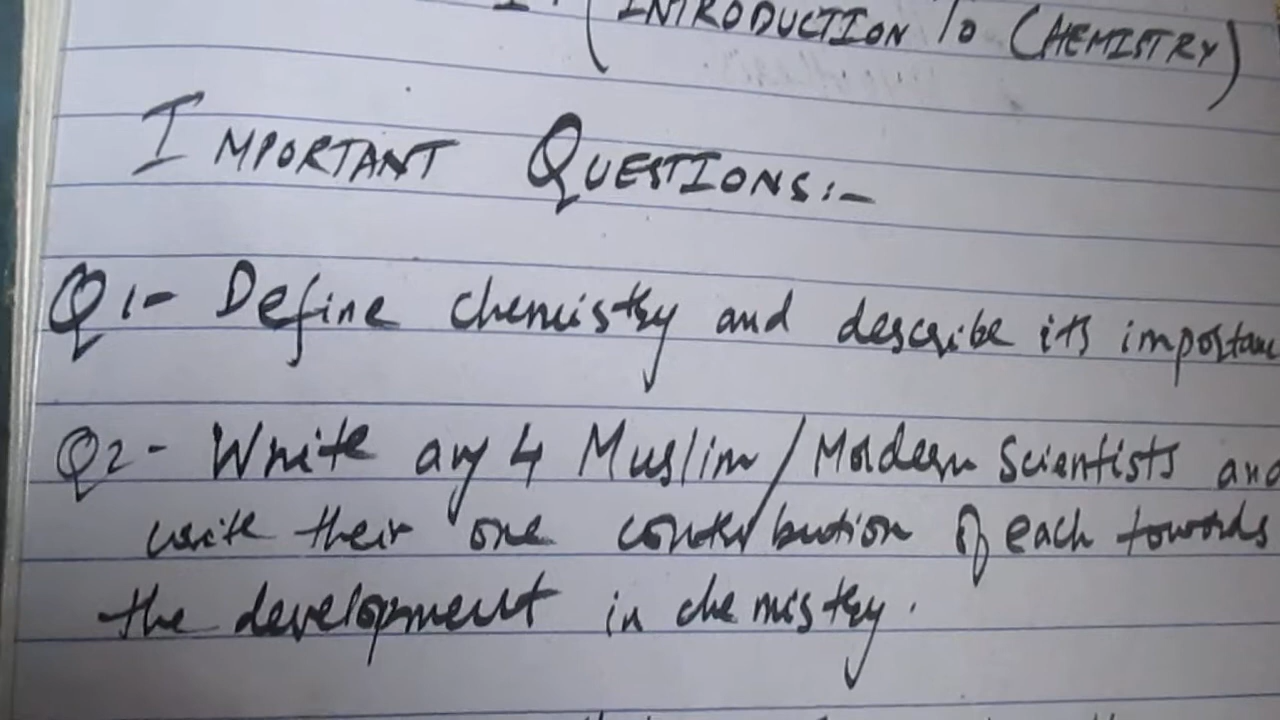 (INTRODUCTION To CHEMISTRY)
IMPORTANT QUESTIONS:-
Q1- Define chemistry and describe its importanc
Q2- Write any 4 Muslim/Modern Scientists and
write their one contribution of each towards
the development in chemistry.